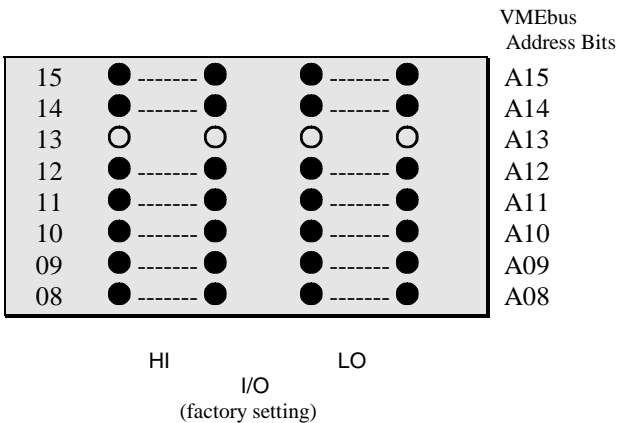 VMEbus
Address Bits
15 ------- ------- A15
14 ------- ------- A14
13 A13
12 ------- ------- A12
11 ------- ------- A11
10 ------- ------- A10
09 ------- ------- A09
08 ------- ------- A08
HI LO
I/O
(factory setting)